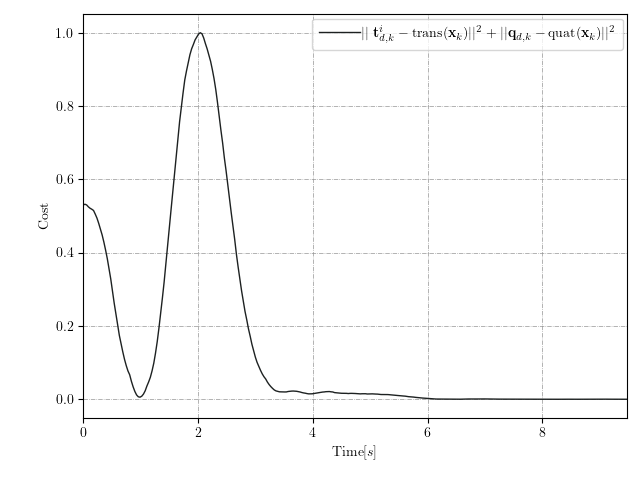 || t^i_{d,k} − trans(x_k)||^2 + ||q_{d,k} − quat(x_k)||^2
1.0
0.8
0.6
0.4
0.2
0.0
Cost
0 2 4 6 8
Time[s]